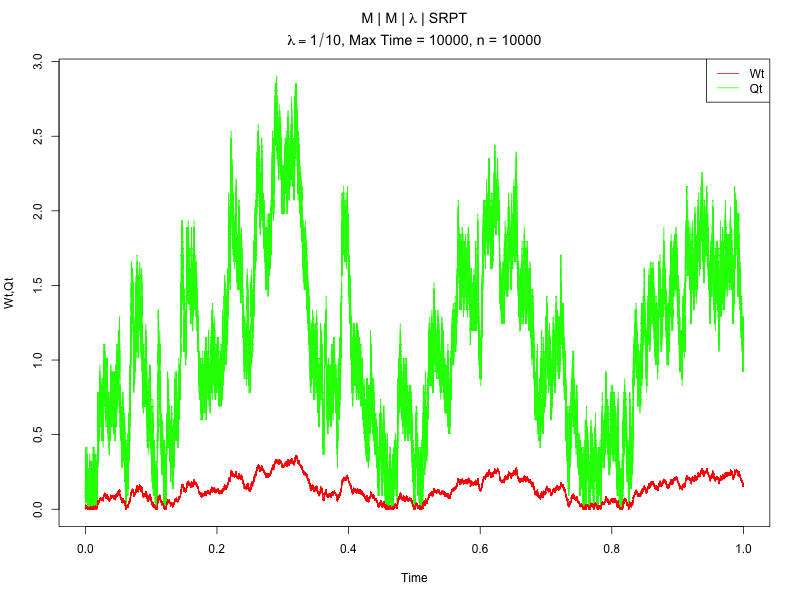 M | M | λ | SRPT
λ = 1/10, Max Time = 10000, n = 10000
Wt
Qt
3.0
2.5
2.0
1.5
1.0
0.5
0.0
Wt,Qt
0.0 0.2 0.4 0.6 0.8 1.0
Time